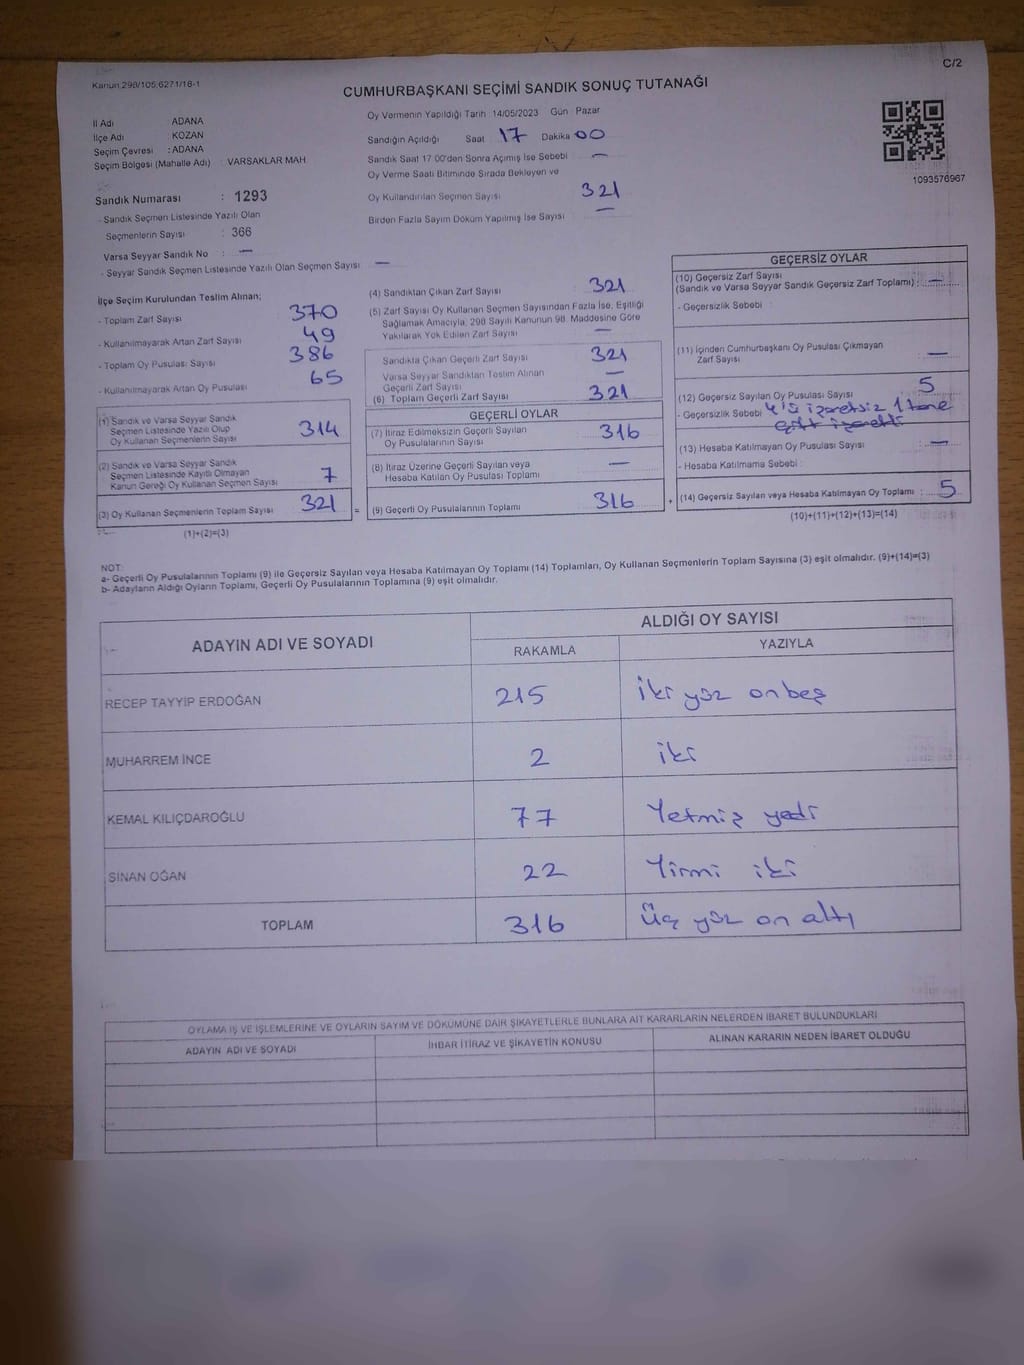 Kanun:298/105;6271/18-1
C/2
CUMHURBAŞKANI SEÇİMİ SANDIK SONUÇ TUTANAĞI
Oy Vermenin Yapıldığı Tarih 14/05/2023 Gün Pazar
İl Adı ADANA
İlçe Adı KOZAN
Seçim Çevresi : ADANA
Seçim Bölgesi (Mahalle Adı) : VARSAKLAR MAH
Sandığın Açıldığı Saat 17 Dakika 00
Sandık Saat 17.00'den Sonra Açımış İse Sebebi —
Oy Verme Saati Bitiminde Sırada Bekleyen ve
Oy Kullandırılan Seçmen Sayısı 321
Birden Fazla Sayım Döküm Yapılmış İse Sayısı —
1093576967
Sandık Numarası : 1293
- Sandık Seçmen Listesinde Yazılı Olan
Seçmenlerin Sayısı : 366
Varsa Seyyar Sandık No : —
- Seyyar Sandık Seçmen Listesinde Yazılı Olan Seçmen Sayısı —
İlçe Seçim Kurulundan Teslim Alınan;
- Toplam Zarf Sayısı 370
- Kullanılmayarak Artan Zarf Sayısı 49
- Toplam Oy Pusulası Sayısı 386
- Kullanılmayarak Artan Oy Pusulası 65
(1) Sandık ve Varsa Seyyar Sandık
Seçmen Listesinde Yazılı Olup
Oy Kullanan Seçmenlerin Sayısı 314
(2) Sandık ve Varsa Seyyar Sandık
Seçmen Listesinde Kayıtlı Olmayan
Kanun Gereği Oy Kullanan Seçmen Sayısı 7
(3) Oy Kullanan Seçmenlerin Toplam Sayısı 321
(1)+(2)=(3)
(4) Sandıktan Çıkan Zarf Sayısı 321
(5) Zarf Sayısı Oy Kullanan Seçmen Sayısından Fazla İse, Eşitliği
Sağlamak Amacıyla, 298 Sayılı Kanunun 98. Maddesine Göre
Yakılarak Yok Edilen Zarf Sayısı —
Sandıkta Çıkan Geçerli Zarf Sayısı 321
Varsa Seyyar Sandıktan Teslim Alınan
Geçerli Zarf Sayısı —
(6) Toplam Geçerli Zarf Sayısı 321
GEÇERLİ OYLAR
(7) İtiraz Edilmeksizin Geçerli Sayılan
Oy Pusulalarının Sayısı 316
(8) İtiraz Üzerine Geçerli Sayılan veya
Hesaba Katılan Oy Pusulası Toplamı —
= (9) Geçerli Oy Pusulalarının Toplamı 316
GEÇERSİZ OYLAR
(10) Geçersiz Zarf Sayısı
(Sandık ve Varsa Seyyar Sandık Geçersiz Zarf Toplamı) : —
- Geçersizlik Sebebi :
(11) İçinden Cumhurbaşkanı Oy Pusulası Çıkmayan
Zarf Sayısı —
(12) Geçersiz Sayılan Oy Pusulası Sayısı 5
- Geçersizlik Sebebi 4'ü işaretsiz 1 tane
çift işaretli
(13) Hesaba Katılmayan Oy Pusulası Sayısı —
- Hesaba Katılmama Sebebi :
+ (14) Geçersiz Sayılan veya Hesaba Katılmayan Oy Toplamı : 5
(10)+(11)+(12)+(13)=(14)
NOT:
a- Geçerli Oy Pusulalarının Toplamı (9) ile Geçersiz Sayılan veya Hesaba Katılmayan Oy Toplamı (14) Toplamları, Oy Kullanan Seçmenlerin Toplam Sayısına (3) eşit olmalıdır. (9)+(14)=(3)
b- Adayların Aldığı Oyların Toplamı, Geçerli Oy Pusulalarının Toplamına (9) eşit olmalıdır.
ADAYIN ADI VE SOYADI ALDIĞI OY SAYISI
RAKAMLA YAZIYLA
RECEP TAYYİP ERDOĞAN 215 iki yüz onbeş
MUHARREM İNCE 2 iki
KEMAL KILIÇDAROĞLU 77 Yetmiş yedi
SİNAN OĞAN 22 Yirmi iki
TOPLAM 316 Üç yüz on altı
OYLAMA İŞ VE İŞLEMLERİNE VE OYLARIN SAYIM VE DÖKÜMÜNE DAİR ŞİKAYETLERLE BUNLARA AİT KARARLARIN NELERDEN İBARET BULUNDUKLARI
ADAYIN ADI VE SOYADI İHBAR İTİRAZ VE ŞİKAYETİN KONUSU ALINAN KARARIN NEDEN İBARET OLDUĞU